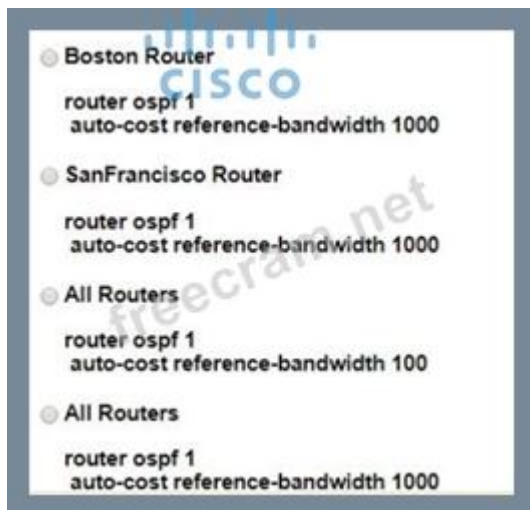 Boston Router
CISCO
router ospf 1
auto-cost reference-bandwidth 1000
SanFrancisco Router
router ospf 1
auto-cost reference-bandwidth 1000
freecram.net
All Routers
router ospf 1
auto-cost reference-bandwidth 100
All Routers
router ospf 1
auto-cost reference-bandwidth 1000